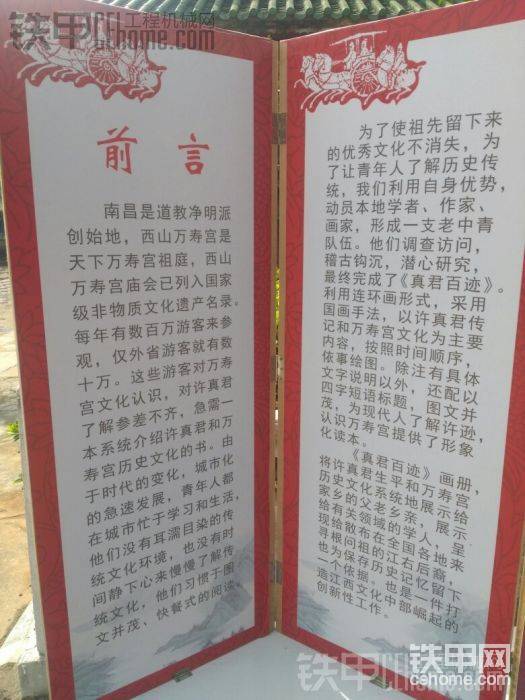 铁甲 工程机械网
cehome.com
前言
南昌是道教净明派
创始地，西山万寿宫是
天下万寿宫祖庭，西山
万寿宫庙会已列入国家
级非物质文化遗产名录。
每年有数百万游客来参
观，仅外省游客就有数
十万。这些游客对万寿
宫文化认识，对许真君
了解参差不齐，急需一
本系统介绍许真君和万
寿宫历史文化的书。由
于时代的变化，城市化
的急速发展，青年人都
在城市忙于学习和生活，
他们没有耳濡目染的传
统文化环境，也没有时
间静下心来慢慢了解传
统文化，他们习惯于图
文并茂、快餐式的阅读。
为了使祖先留下来
的优秀文化不消失，为
了让青年人了解历史传
统，我们利用自身优势，
动员本地学者、作家、
画家，形成一支老中青
队伍。他们调查访问，
稽古钩沉，潜心研究，
最终完成了《真君百迹》。
利用连环画形式，采用
国画手法，以许真君传
记和万寿宫文化为主要
内容，按照时间顺序，
依事绘图。除注有具体
文字说明以外，还配以
四字短语标题，图文并
茂，为现代人了解许逊，
认识万寿宫提供了形象
化读本。
《真君百迹》画册，
将许真君生平和万寿宫
历史文化系统地展示给
家乡的父老乡亲，展示
给有关领域的学人，呈
现给散布在全国各地来
寻根问祖的江右后裔，
也为保存历史记忆留下
一个依据，也是一件打
造江西文化中部崛起的
创新性工作。
铁甲 工程机械网
cehome.com
铁甲网
cehome.com